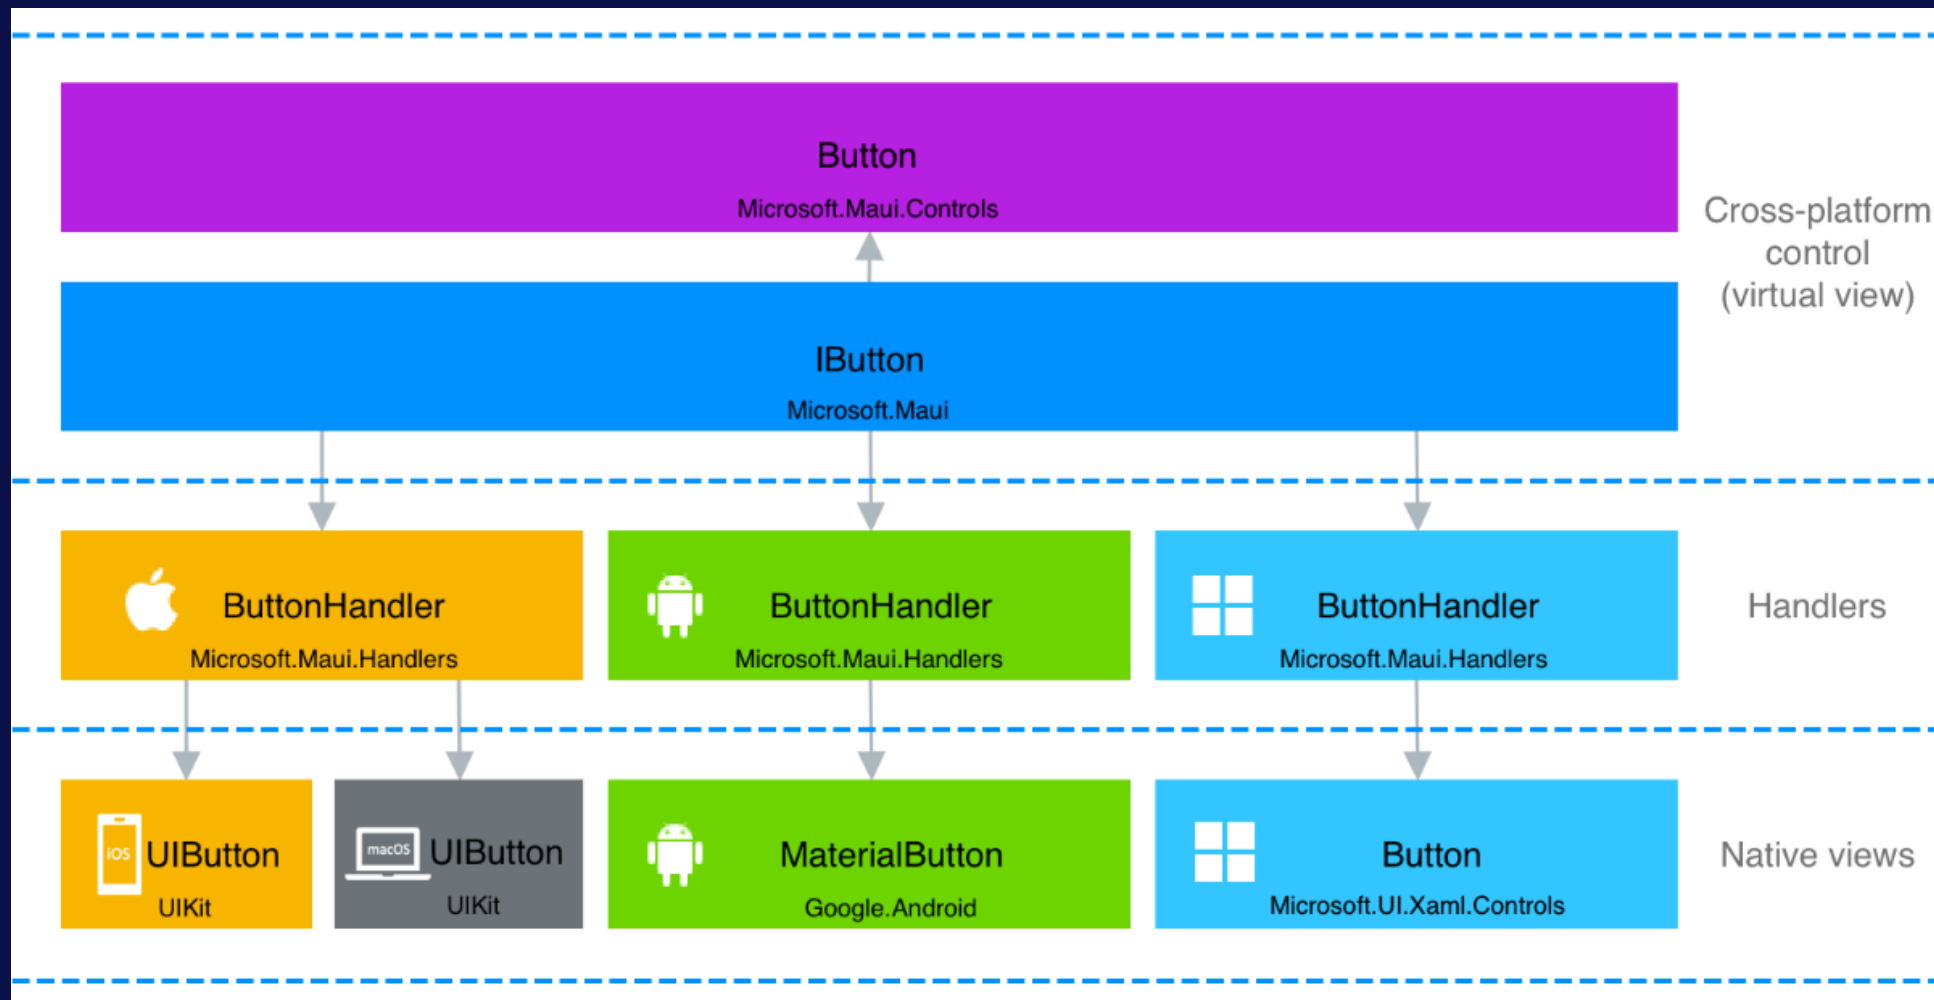 Button
Microsoft.Maui.Controls
Cross-platform
control
(virtual view)
IButton
Microsoft.Maui
ButtonHandler
Microsoft.Maui.Handlers
ButtonHandler
Microsoft.Maui.Handlers
ButtonHandler
Microsoft.Maui.Handlers
Handlers
iOS
UIButton
UIKit
macOS
UIButton
UIKit
MaterialButton
Google.Android
Button
Microsoft.UI.Xaml.Controls
Native views